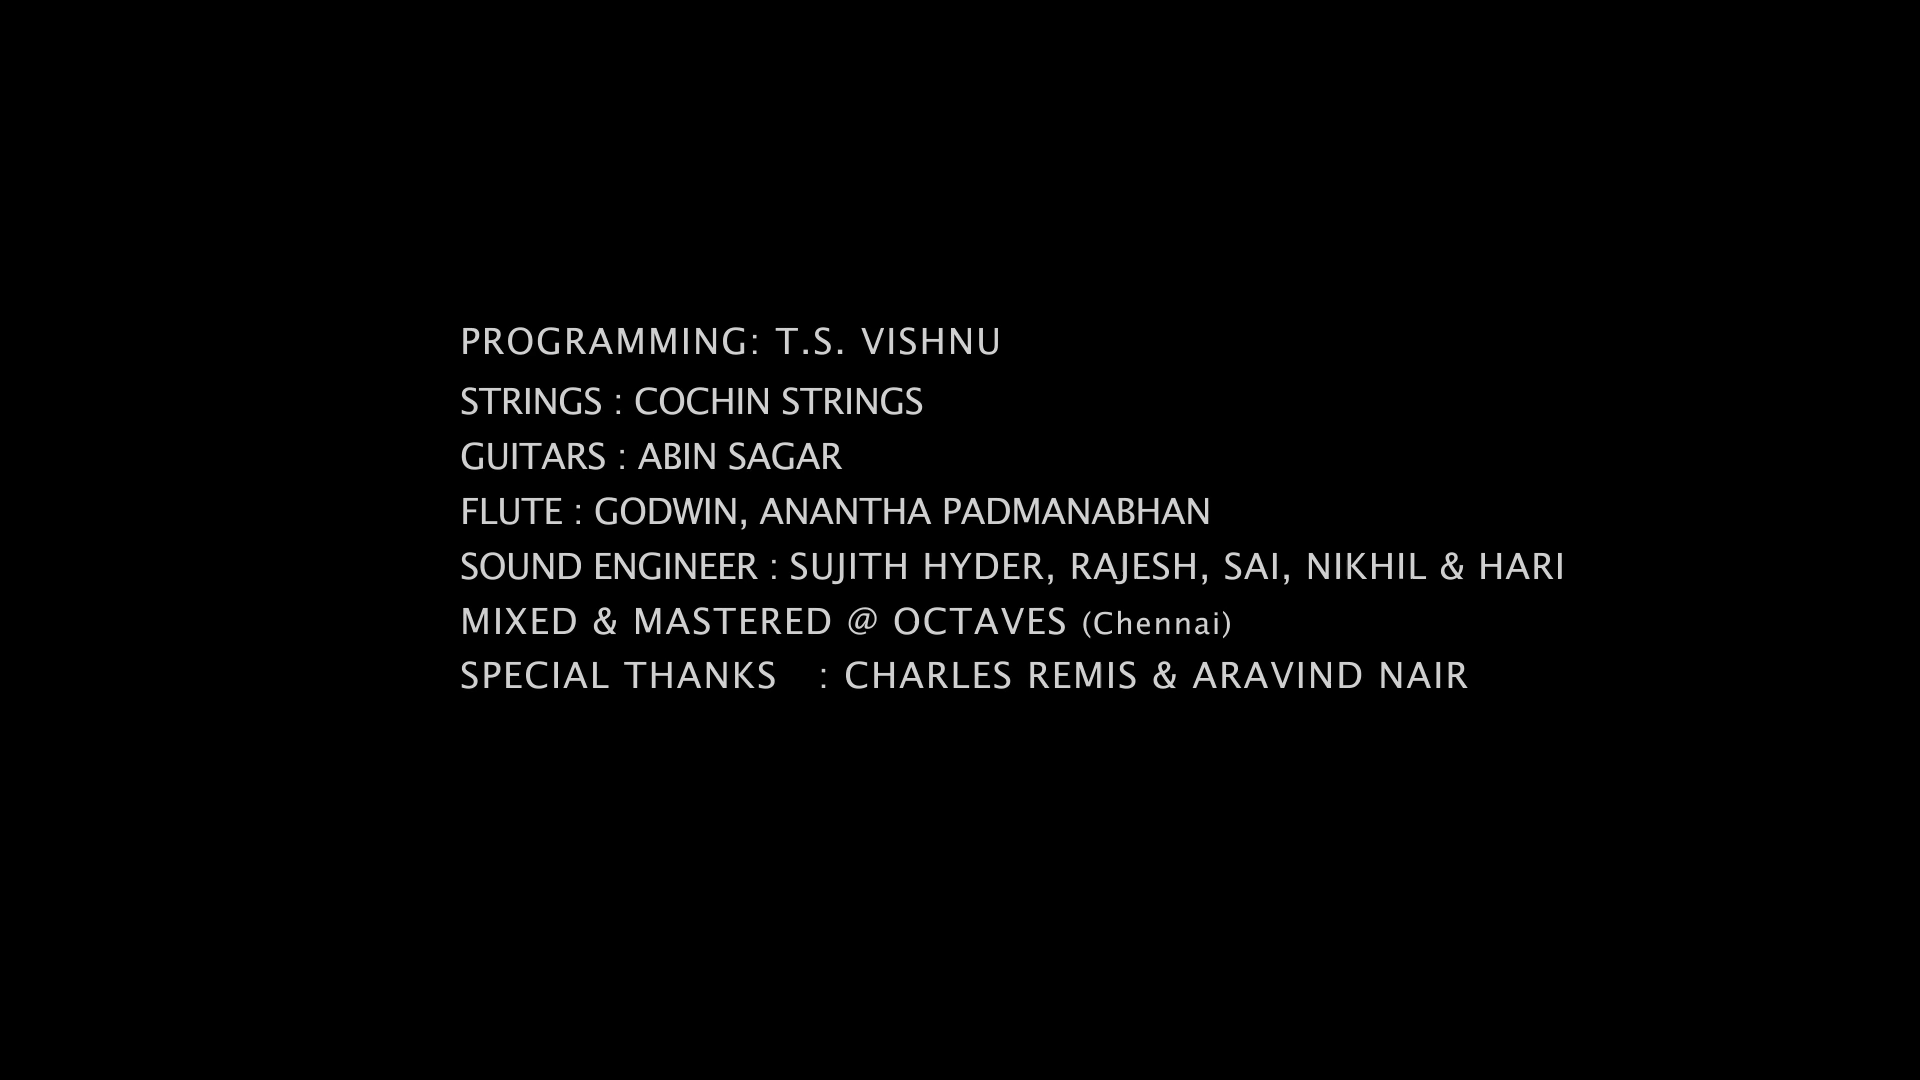 PROGRAMMING: T.S. VISHNU
STRINGS : COCHIN STRINGS
GUITARS : ABIN SAGAR
FLUTE : GODWIN, ANANTHA PADMANABHAN
SOUND ENGINEER : SUJITH HYDER, RAJESH, SAI, NIKHIL & HARI
MIXED & MASTERED @ OCTAVES (Chennai)
SPECIAL THANKS : CHARLES REMIS & ARAVIND NAIR